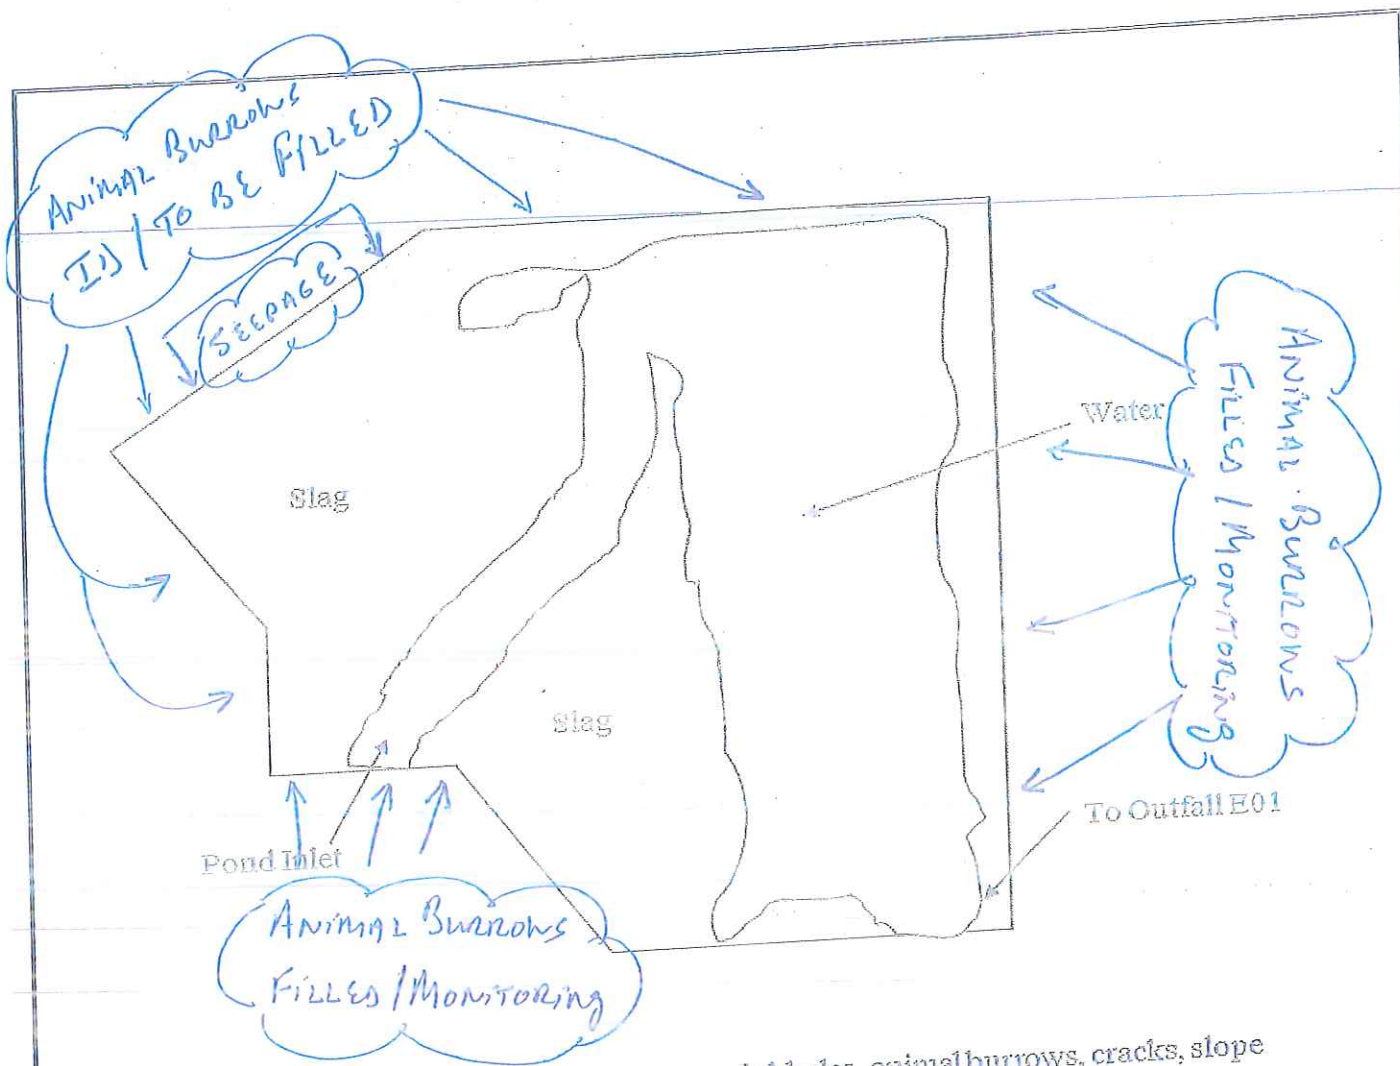 ANIMAL BURROWS
ID / TO BE FILLED
SEEPAGE
Slag
Water
ANIMAL BURROWS
FILLED / MONITORING
Slag
To Outfall E01
Pond Inlet
ANIMAL BURROWS
FILLED / MONITORING
animal burrows, cracks, slope